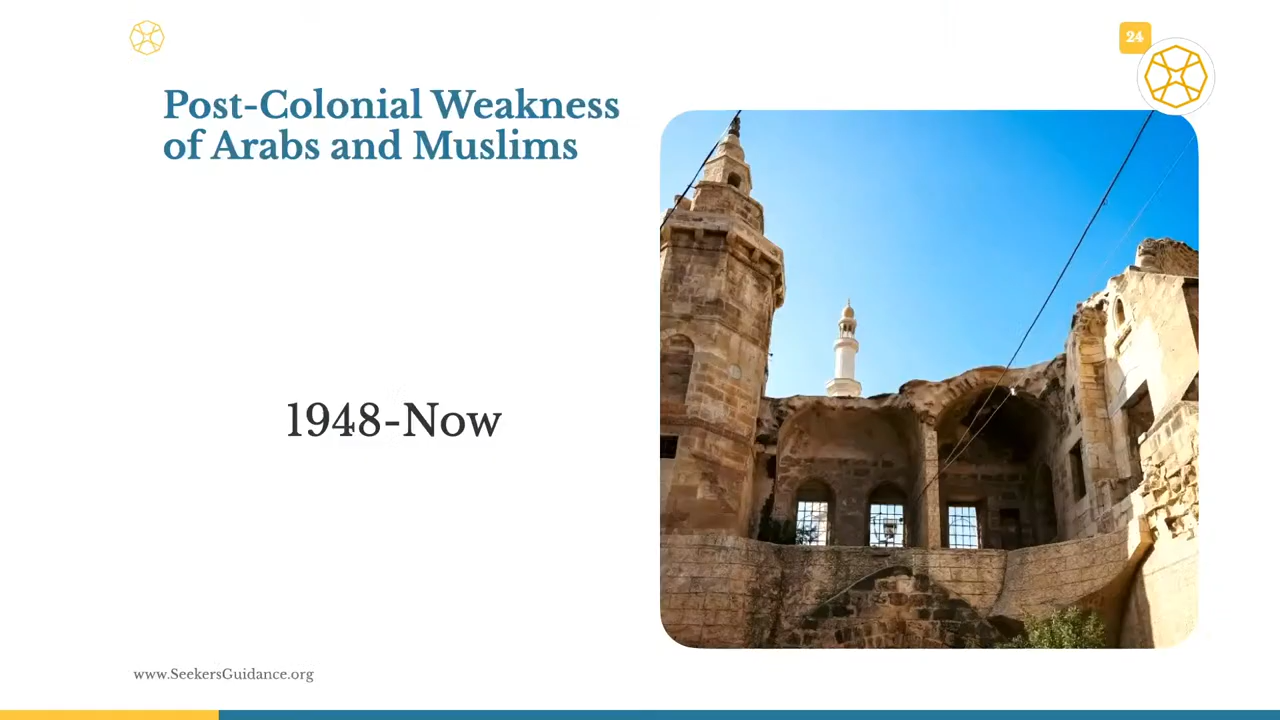 24
Post-Colonial Weakness
of Arabs and Muslims
1948-Now
www.SeekersGuidance.org